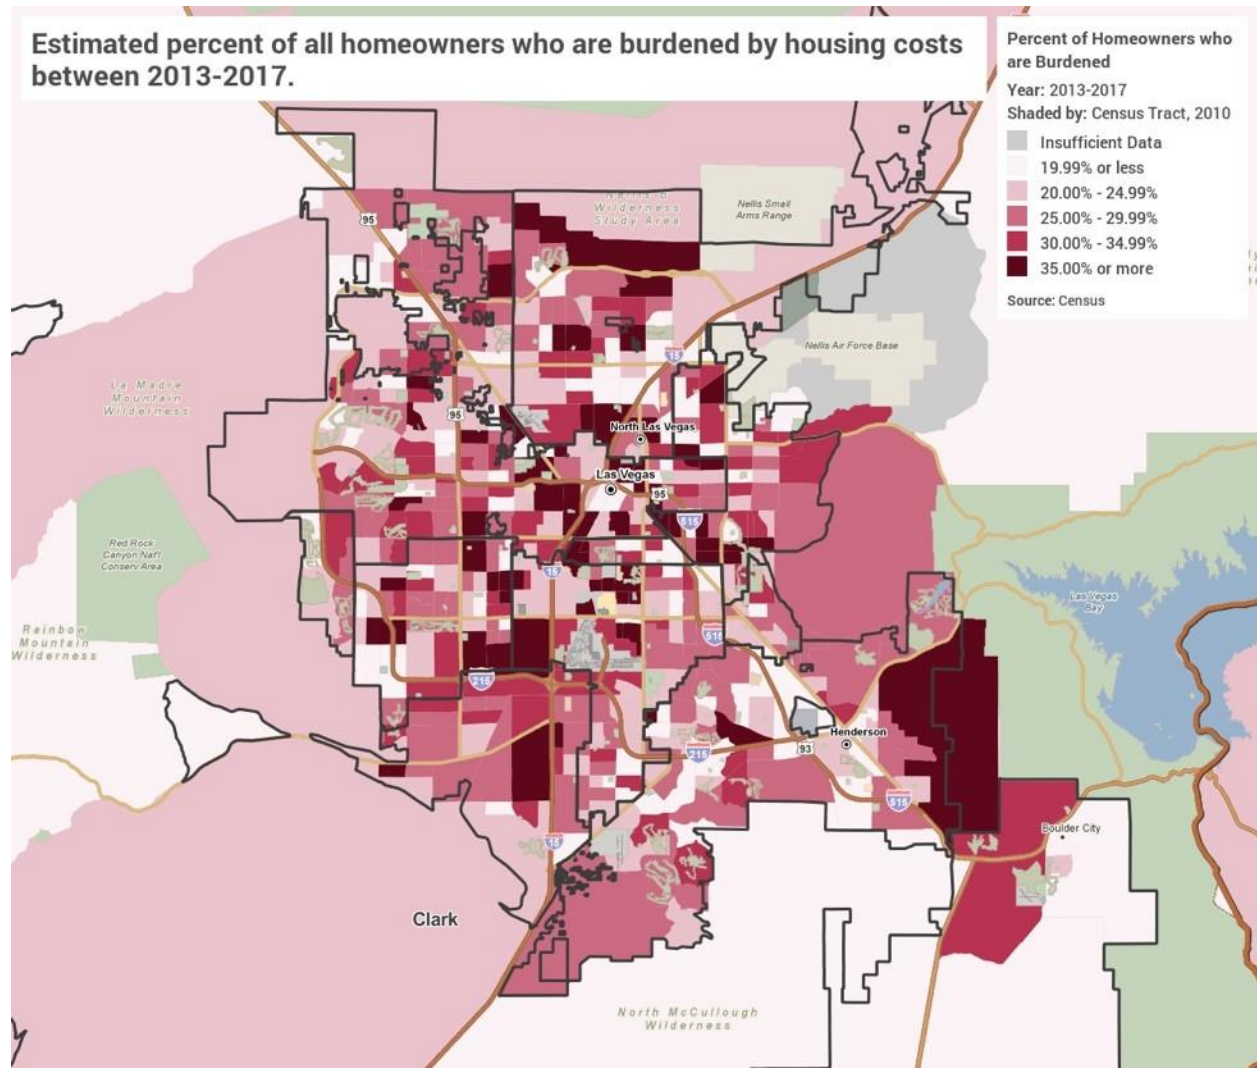 Estimated percent of all homeowners who are burdened by housing costs
between 2013-2017.
Percent of Homeowners who
are Burdened
Year: 2013-2017
Shaded by: Census Tract, 2010
Insufficient Data
19.99% or less
20.00% - 24.99%
25.00% - 29.99%
30.00% - 34.99%
35.00% or more
Source: Census
Wilderness
Study Area
Nellis Small
Arms Range
95
Nellis Air Force Base
15
La Madre
Mountain
Wilderness
95
North Las Vegas
Las Vegas
95
515
Red Rock
Canyon Nat'l
Conserv Area
15
Las Vegas
Bay
Rainbow
Mountain
Wilderness
515
215
Henderson
93
215
515
Boulder City
15
Clark
North McCullough
Wilderness